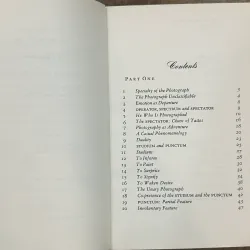 Contents
PART ONE
1 Specialty of the Photograph 3
2 The Photograph Unclassifiable
3 Emotion as Departure
4 OPERATOR, SPECTRUM and SPECTATOR
5 He Who Is Photographed 10
6 The SPECTATOR: Chaos of Tastes 16
7 Photography as Adventure
8 A Casual Phenomenology 20
9 Duality 23
10 STUDIUM and PUNCTUM 25
11 Studium 27
12 To Inform 28
13 To Paint 30
14 To Surprise 32
15 To Signify 34
16 To Waken Desire 38
17 The Unary Photograph 40
18 Co-presence of the STUDIUM and the PUNCTUM 42
19 PUNCTUM: Partial Feature 43
20 Involuntary Feature 47